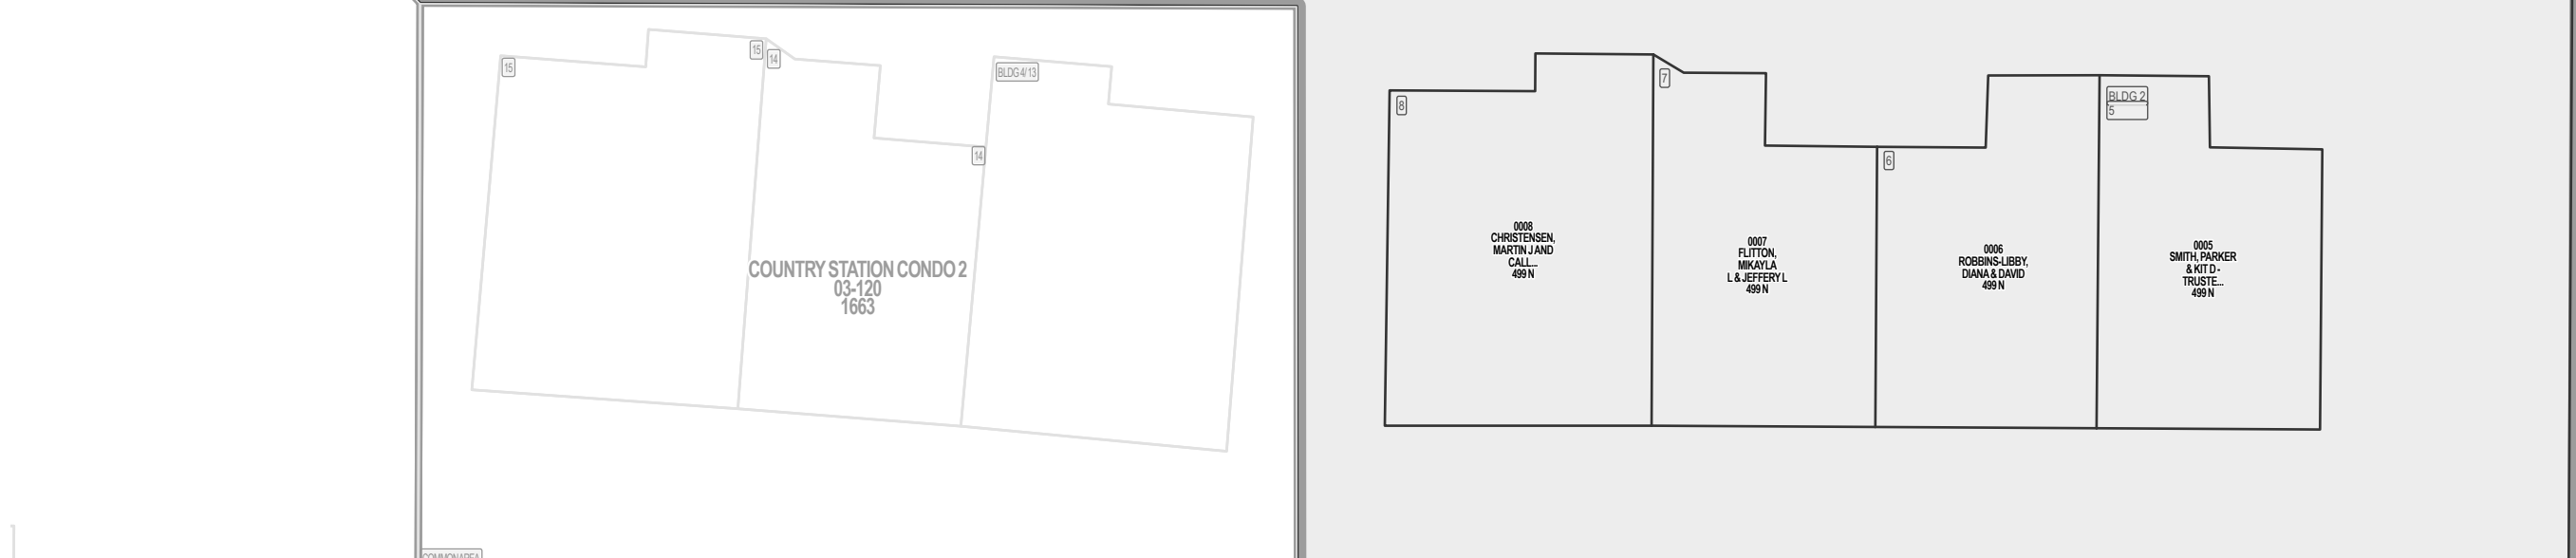 15
15
14
BLDG 4/ 13
14
COUNTRY STATION CONDO 2
03-120
1663
COMMON AREA
8
7
6
BLDG 2
5
0008
CHRISTENSEN,
MARTIN J AND
CALL...
499 N
0007
FLITTON,
MIKAYLA
L & JEFFERY L
499 N
0006
ROBBINS-LIBBY,
DIANA & DAVID
499 N
0005
SMITH, PARKER
& KIT D -
TRUSTE...
499 N